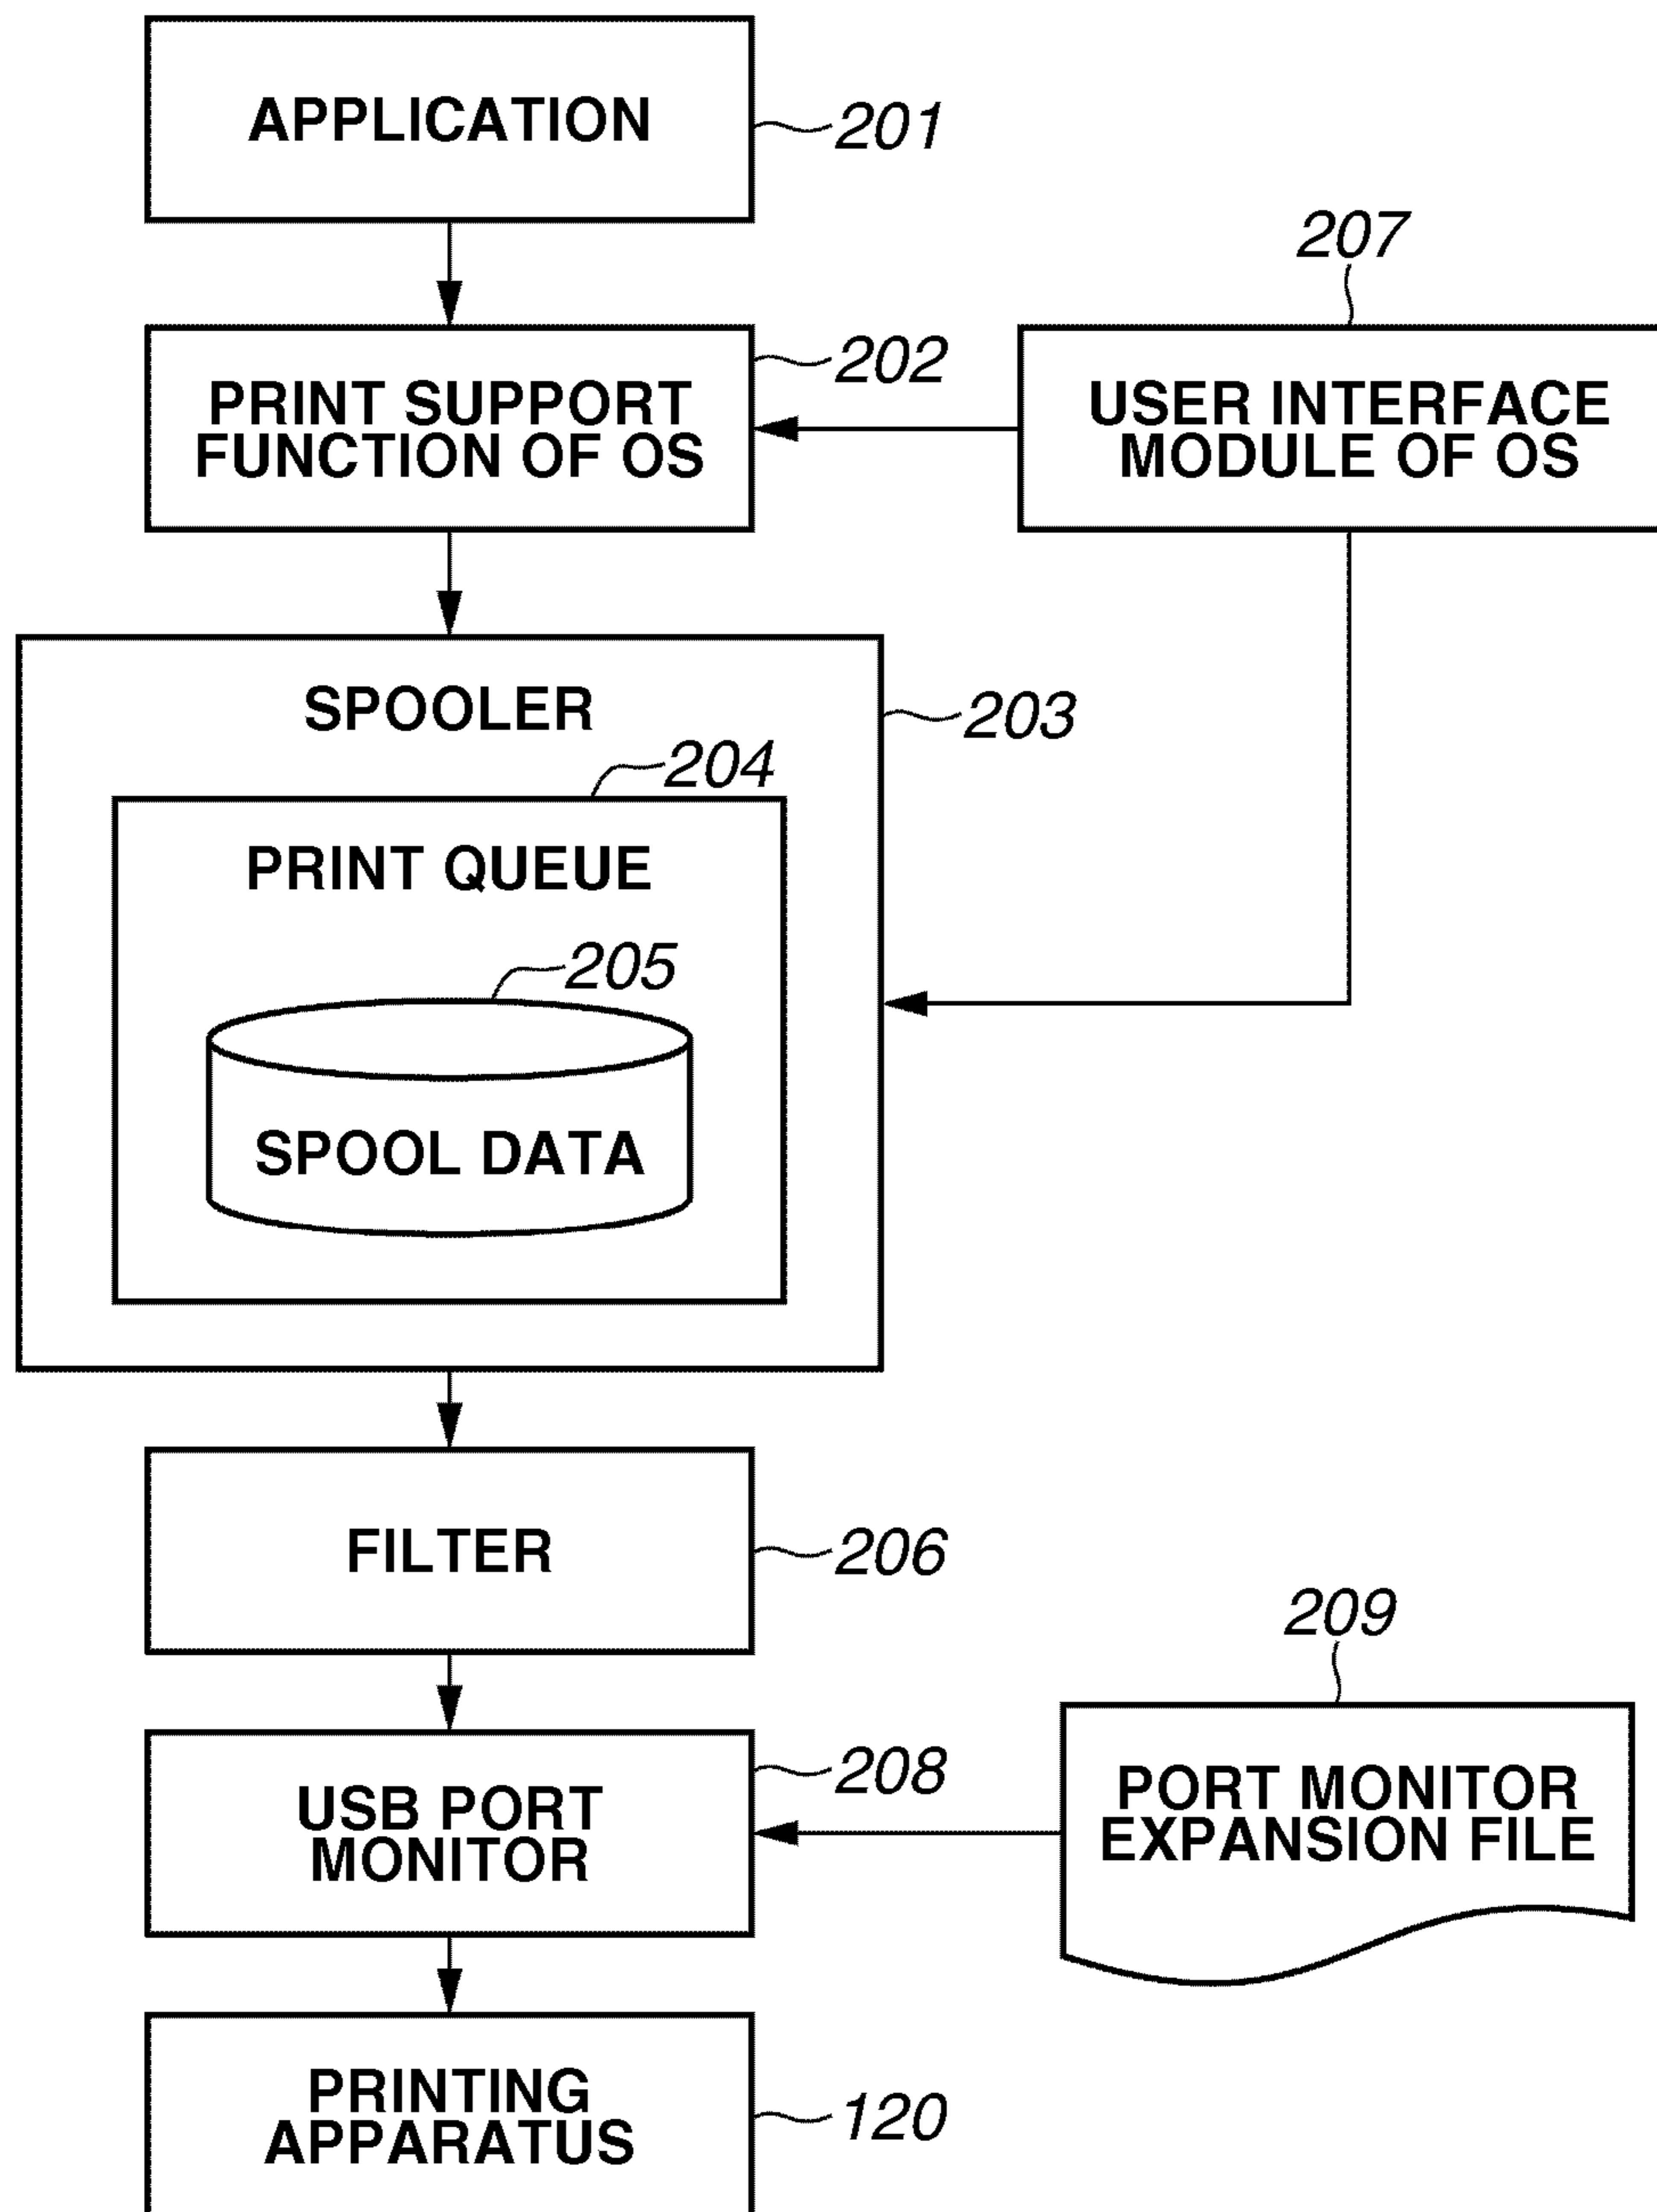 APPLICATION
201
207
PRINT SUPPORT
FUNCTION OF OS
202
USER INTERFACE
MODULE OF OS
SPOOLER
203
204
PRINT QUEUE
205
SPOOL DATA
FILTER
206
209
USB PORT
MONITOR
208
PORT MONITOR
EXPANSION FILE
PRINTING
APPARATUS
120